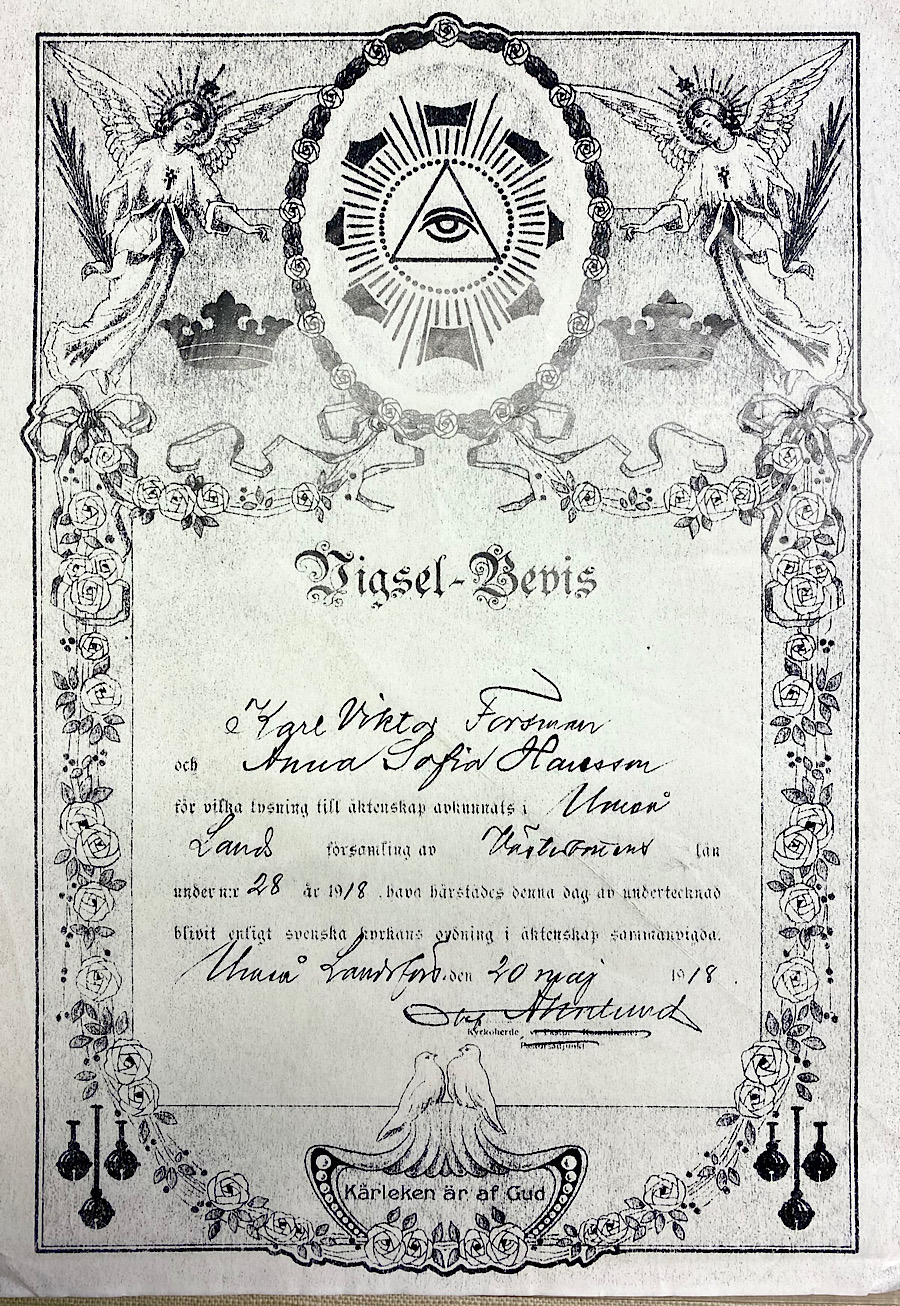 Vigsel-Bevis
Karl Viktor Forsman
och Anna Sofia Hansson
för vilka lysning till äktenskap avkunnats i Umeå
Lands församling av Västerbottens län
under n:r 28 år 1918, hava härstädes denna dag av undertecknad
blivit enligt svenska kyrkans ordning i äktenskap sammanvigda.
Umeå Landsförs. den 20 maj 1918.
Kyrkoherde,
Pastorsadjunkt
Kärleken är af Gud